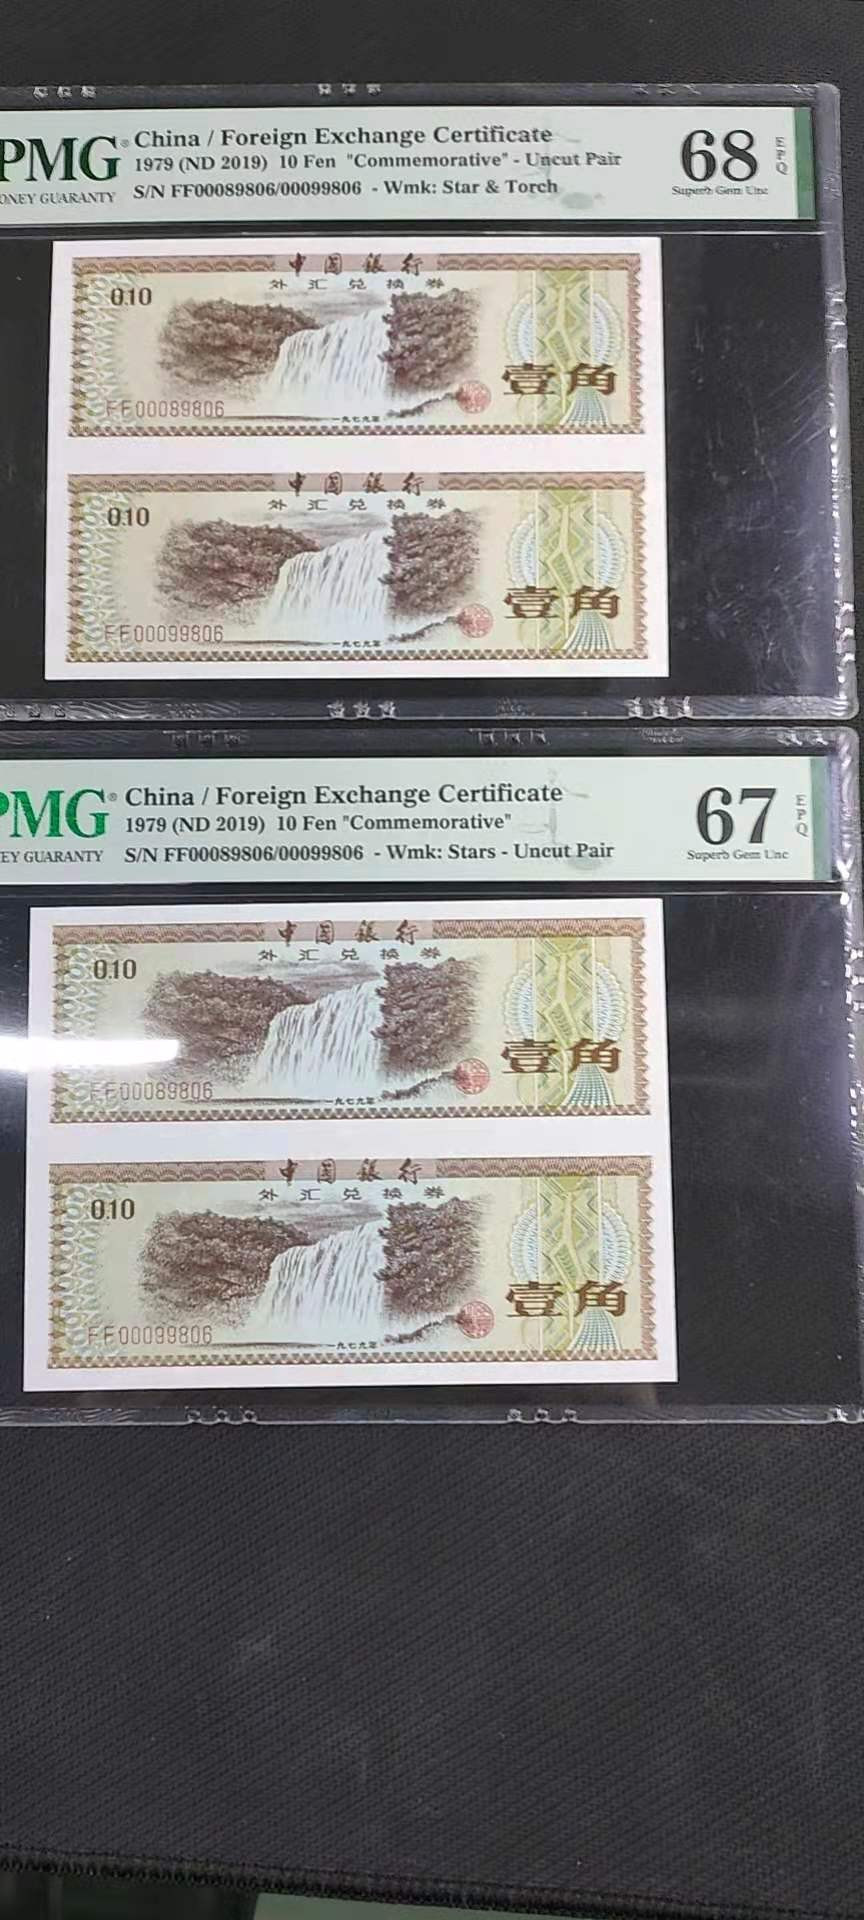 PMG® China / Foreign Exchange Certificate
1979 (ND 2019) 10 Fen "Commemorative" - Uncut Pair
S/N FF00089806/00099806 - Wmk: Star & Torch
ONEY GUARANTY
68 EPQ
Superb Gem Unc
中国银行
外汇兑换券
0.10
壹角
FF00089806
一九七九年
中国银行
外汇兑换券
0.10
壹角
FF00099806
一九七九年
PMG® China / Foreign Exchange Certificate
1979 (ND 2019) 10 Fen "Commemorative"
S/N FF00089806/00099806 - Wmk: Stars - Uncut Pair
EY GUARANTY
67 EPQ
Superb Gem Unc
中国银行
外汇兑换券
0.10
壹角
FF00089806
一九七九年
中国银行
外汇兑换券
0.10
壹角
FF00099806
一九七九年